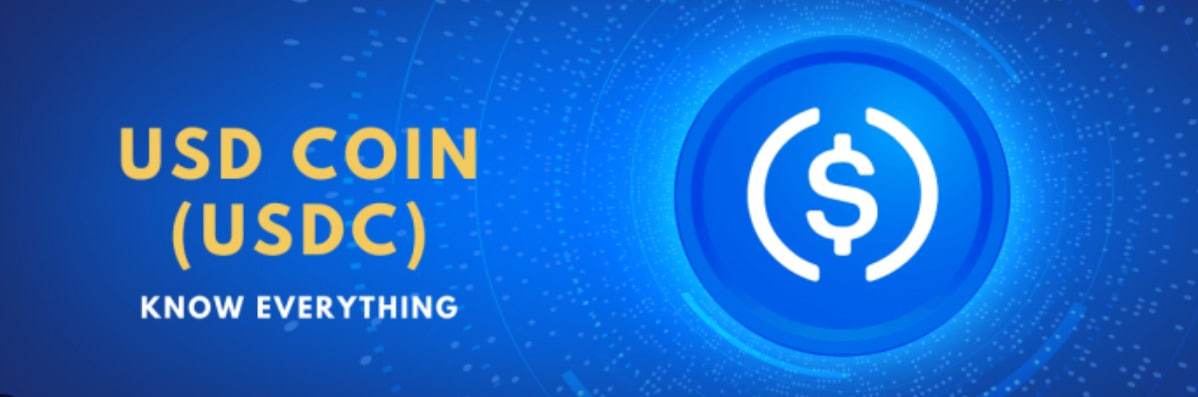 USD COIN
(USDC)
KNOW EVERYTHING
$